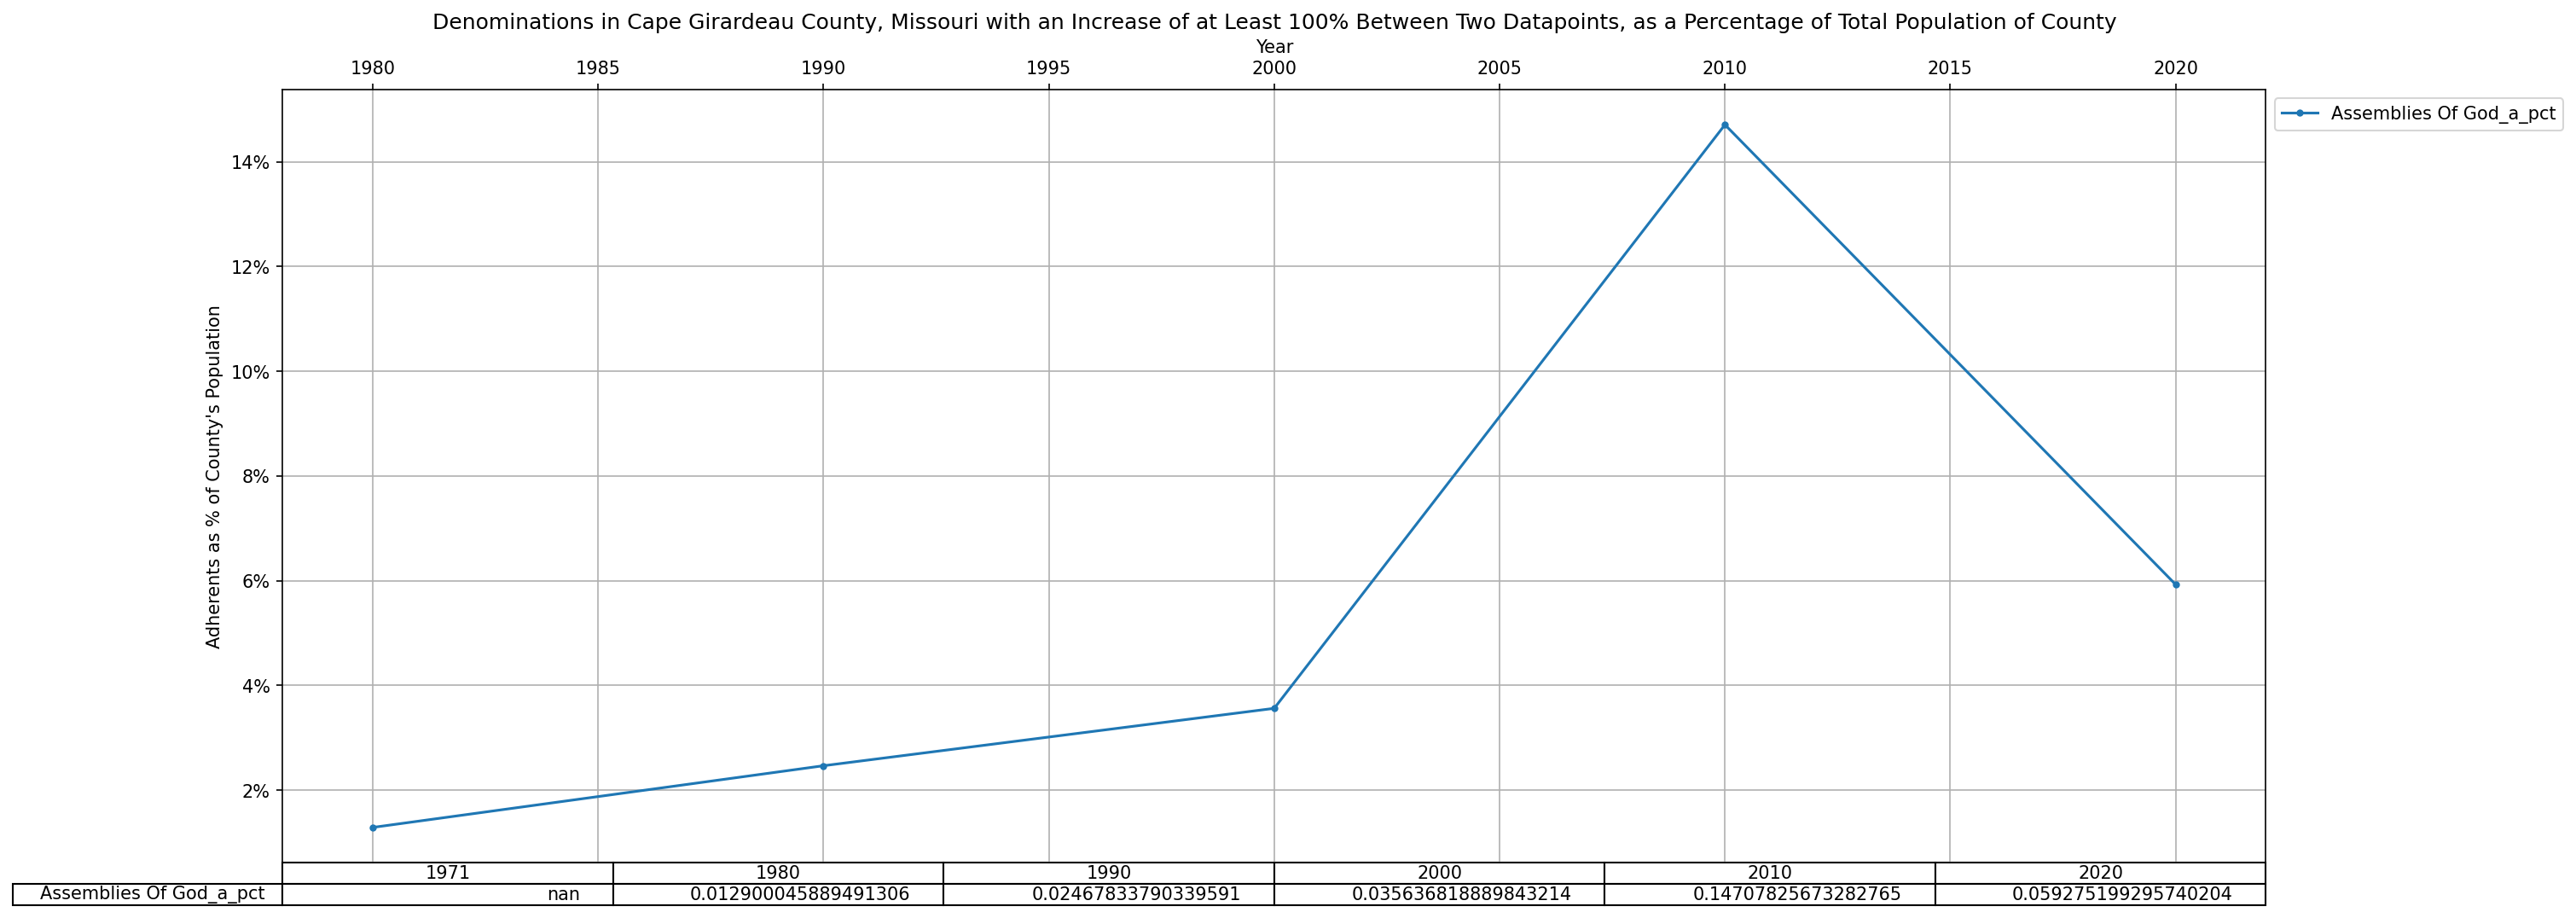 Denominations in Cape Girardeau County, Missouri with an Increase of at Least 100% Between Two Datapoints, as a Percentage of Total Population of County
Year
1980 1985 1990 1995 2000 2005 2010 2015 2020
Assemblies Of God_a_pct
14%
12%
10%
8%
6%
4%
2%
Adherents as % of County's Population
1971 1980 1990 2000 2010 2020
Assemblies Of God_a_pct nan 0.012900045889491306 0.02467833790339591 0.035636818889843214 0.14707825673282765 0.0592751992957402​04